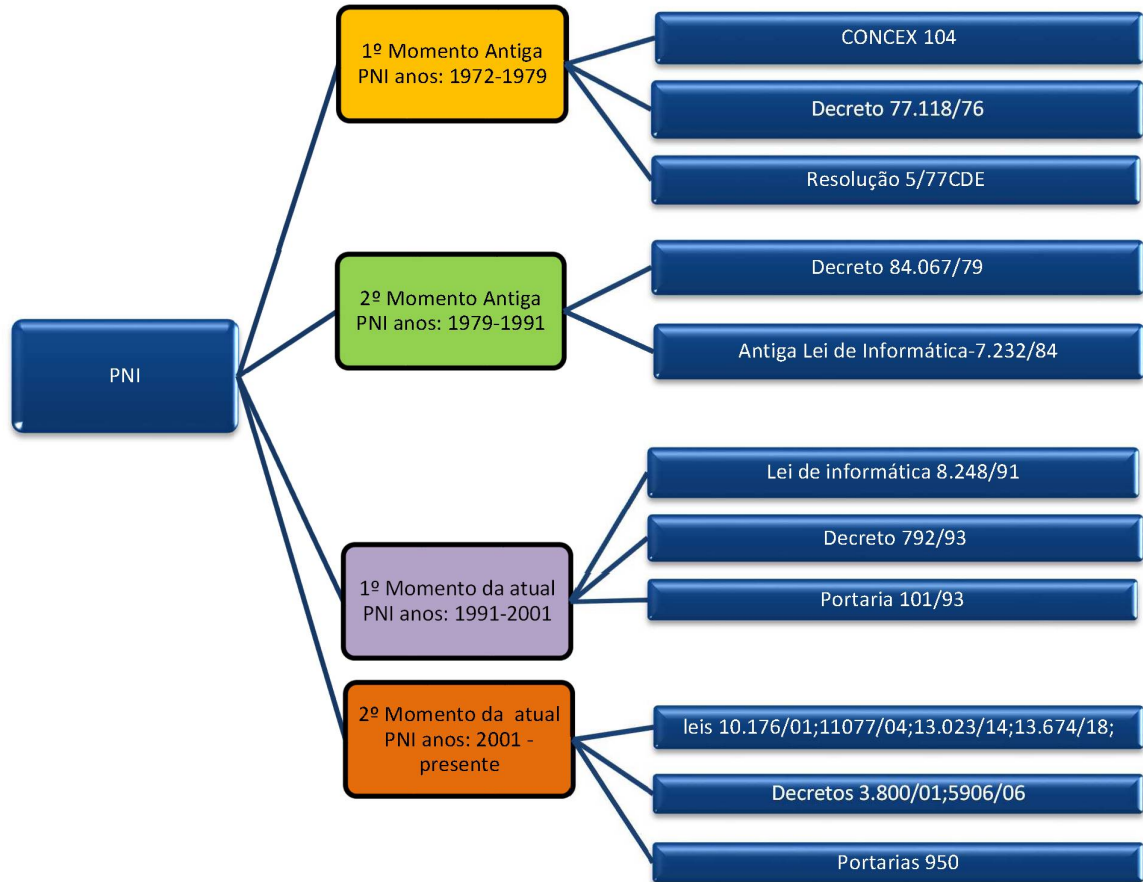 PNI
1º Momento Antiga
PNI anos: 1972-1979
CONCEX 104
Decreto 77.118/76
Resolução 5/77CDE
2º Momento Antiga
PNI anos: 1979-1991
Decreto 84.067/79
Antiga Lei de Informática-7.232/84
1º Momento da atual
PNI anos: 1991-2001
Lei de informática 8.248/91
Decreto 792/93
Portaria 101/93
2º Momento da atual
PNI anos: 2001 -
presente
leis 10.176/01;11077/04;13.023/14;13.674/18;
Decretos 3.800/01;5906/06
Portarias 950